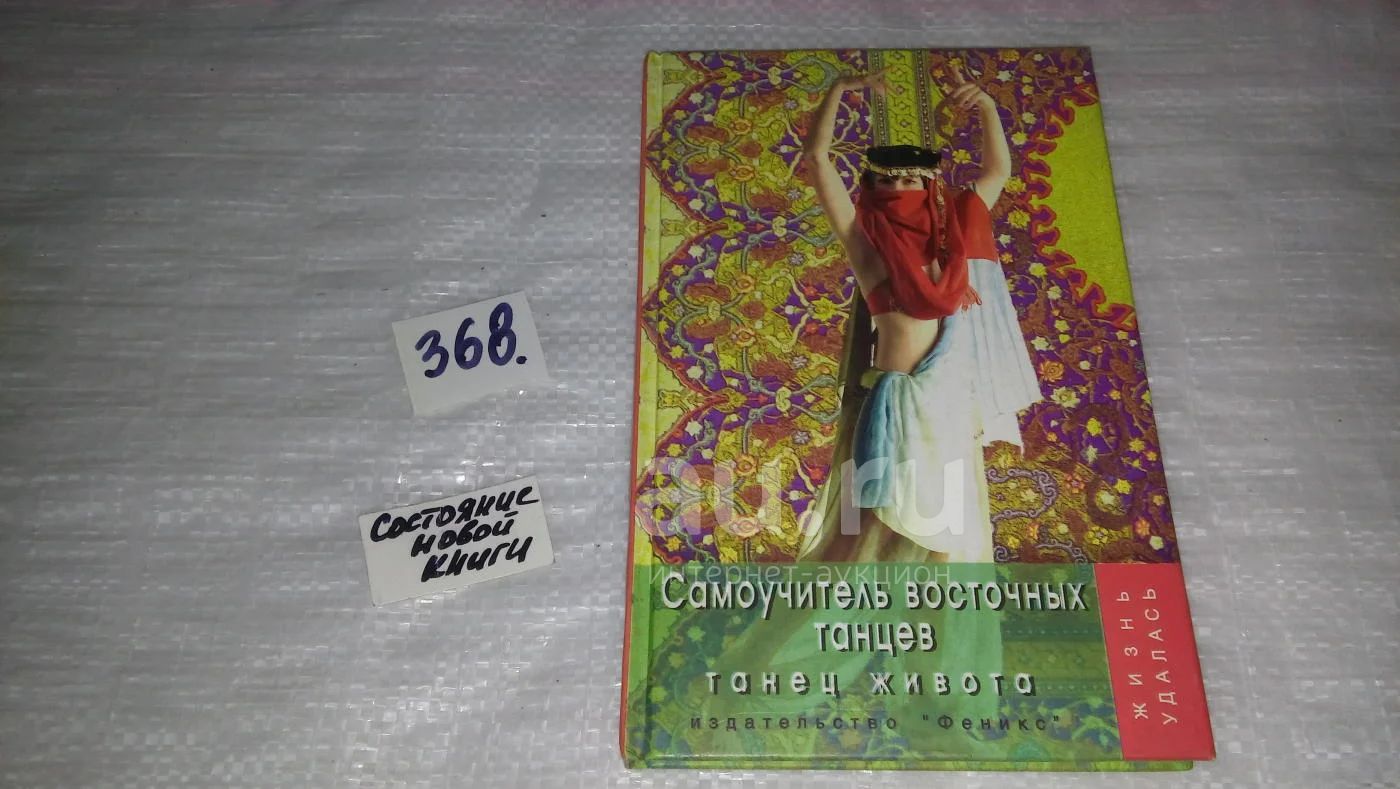 368.
Состояние
новой
книги
au.ru
интернет-аукцион
Самоучитель восточных
танцев
танец живота
издательство "Феникс"
ЖИЗНЬ
УДАЛАСЬ